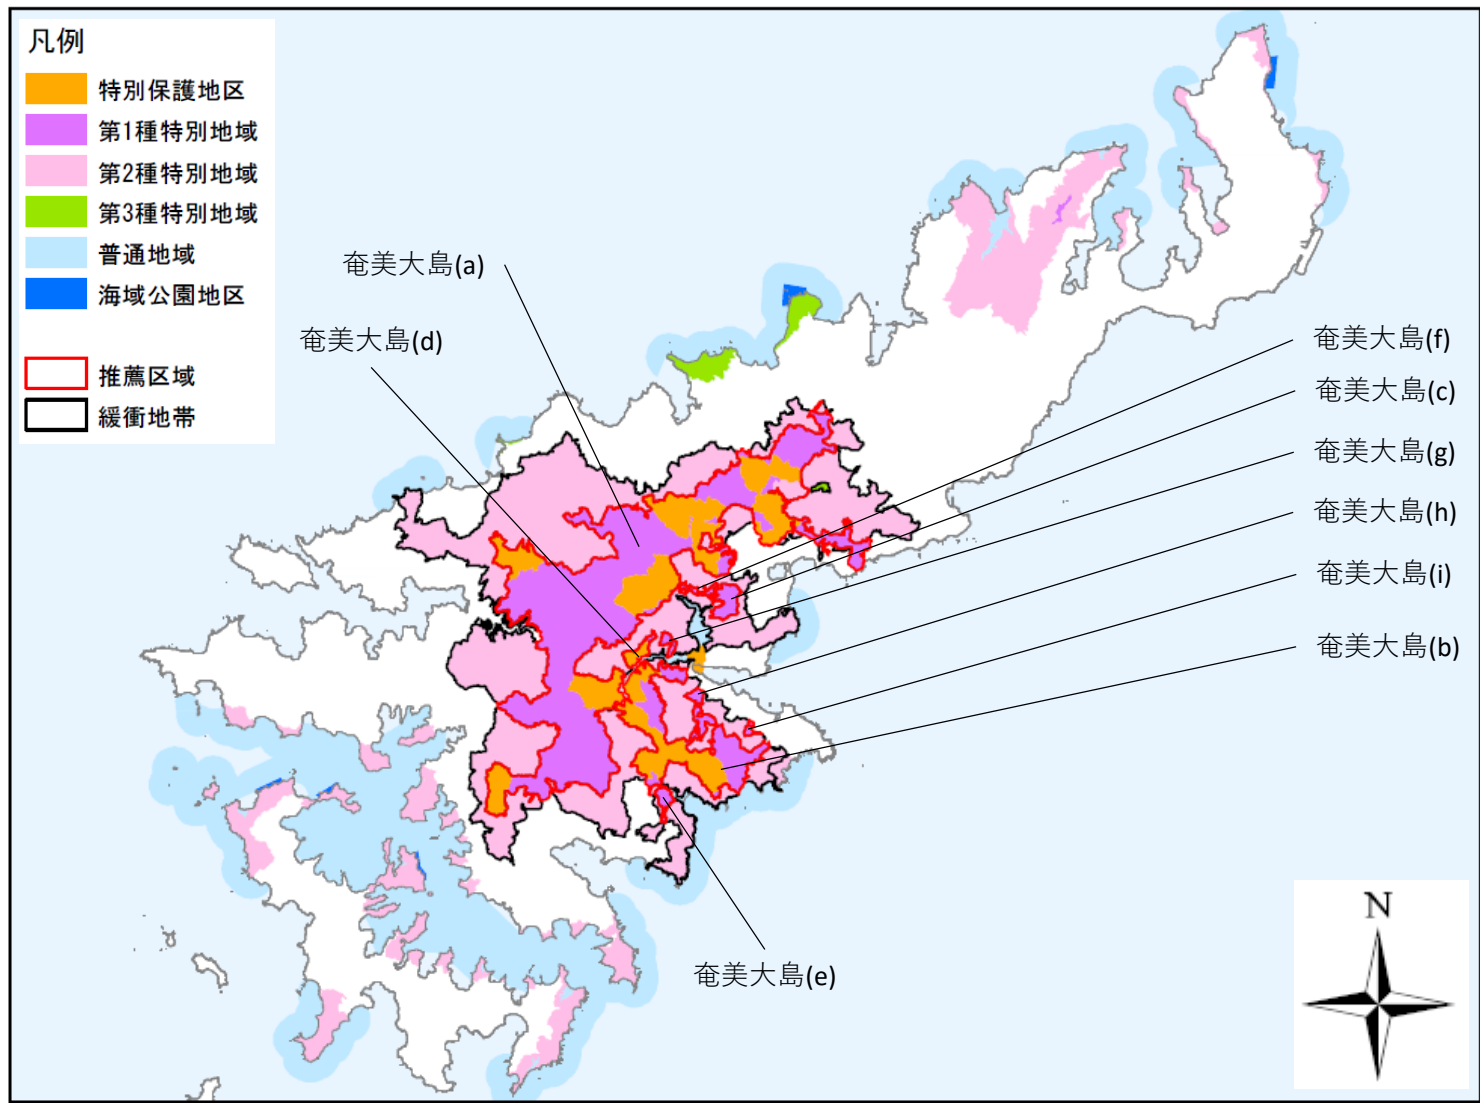 凡例
特別保護地区
第1種特別地域
第2種特別地域
第3種特別地域
普通地域
海域公園地区
推薦区域
緩衝地帯
奄美大島(a)
奄美大島(d)
奄美大島(f)
奄美大島(c)
奄美大島(g)
奄美大島(h)
奄美大島(i)
奄美大島(b)
奄美大島(e)
N